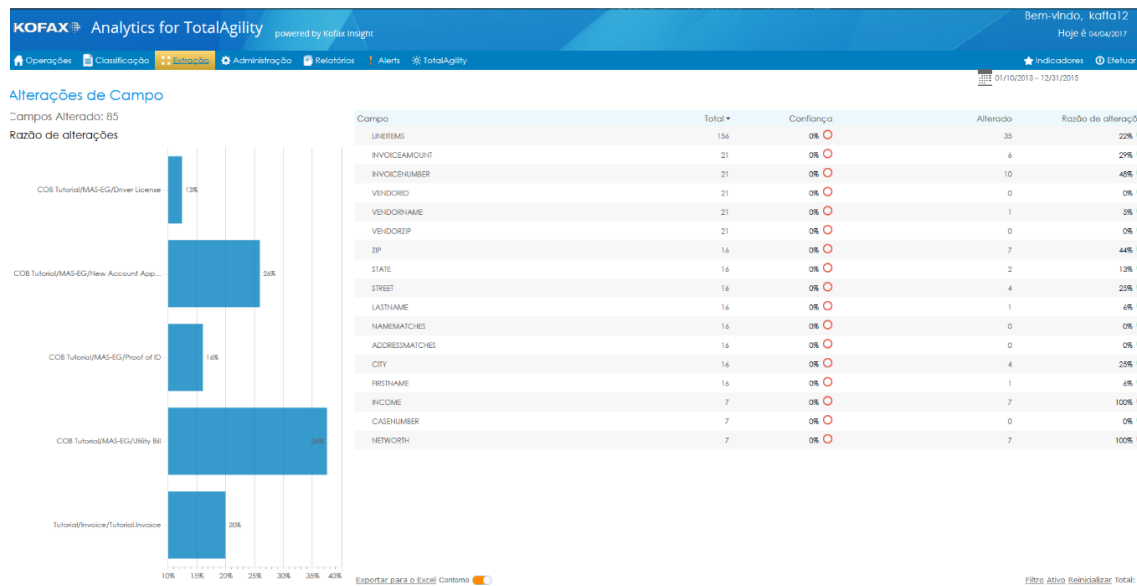 KOFAX Analytics for TotalAgility powered by Kofax Insight
Bem-vindo, kafta12
Hoje é 04/04/2017
Operações Classificação Extração Administração Relatórios Alerts TotalAgility Indicadores Efetuar
01/10/2013 – 12/31/2015
Alterações de Campo
Campos Alterado: 85
Razão de alterações
COB Tutorial/MAS-EG/Driver License 13%
COB Tutorial/MAS-EG/New Account App... 26%
COB Tutorial/MAS-EG/Proof of ID 16%
COB Tutorial/MAS-EG/Utility Bill 38%
Tutorial/Invoice/Tutorial.Invoice 20%
10% 15% 20% 25% 30% 35% 40%
Campo Total Confiança Alterado Razão de alteraçõ
LINEITEMS 156 0% 35 22%
INVOICEAMOUNT 21 0% 6 29%
INVOICENUMBER 21 0% 10 48%
VENDORID 21 0% 0 0%
VENDORNAME 21 0% 1 5%
VENDORZIP 21 0% 0 0%
ZIP 16 0% 7 44%
STATE 16 0% 2 13%
STREET 16 0% 4 25%
LASTNAME 16 0% 1 6%
NAMEMATCHES 16 0% 0 0%
ADDRESSMATCHES 16 0% 0 0%
CITY 16 0% 4 25%
FIRSTNAME 16 0% 1 6%
INCOME 7 0% 7 100%
CASENUMBER 7 0% 0 0%
NETWORTH 7 0% 7 100%
Exportar para o Excel Contorno Filtro Ativo Reinicializar Total: